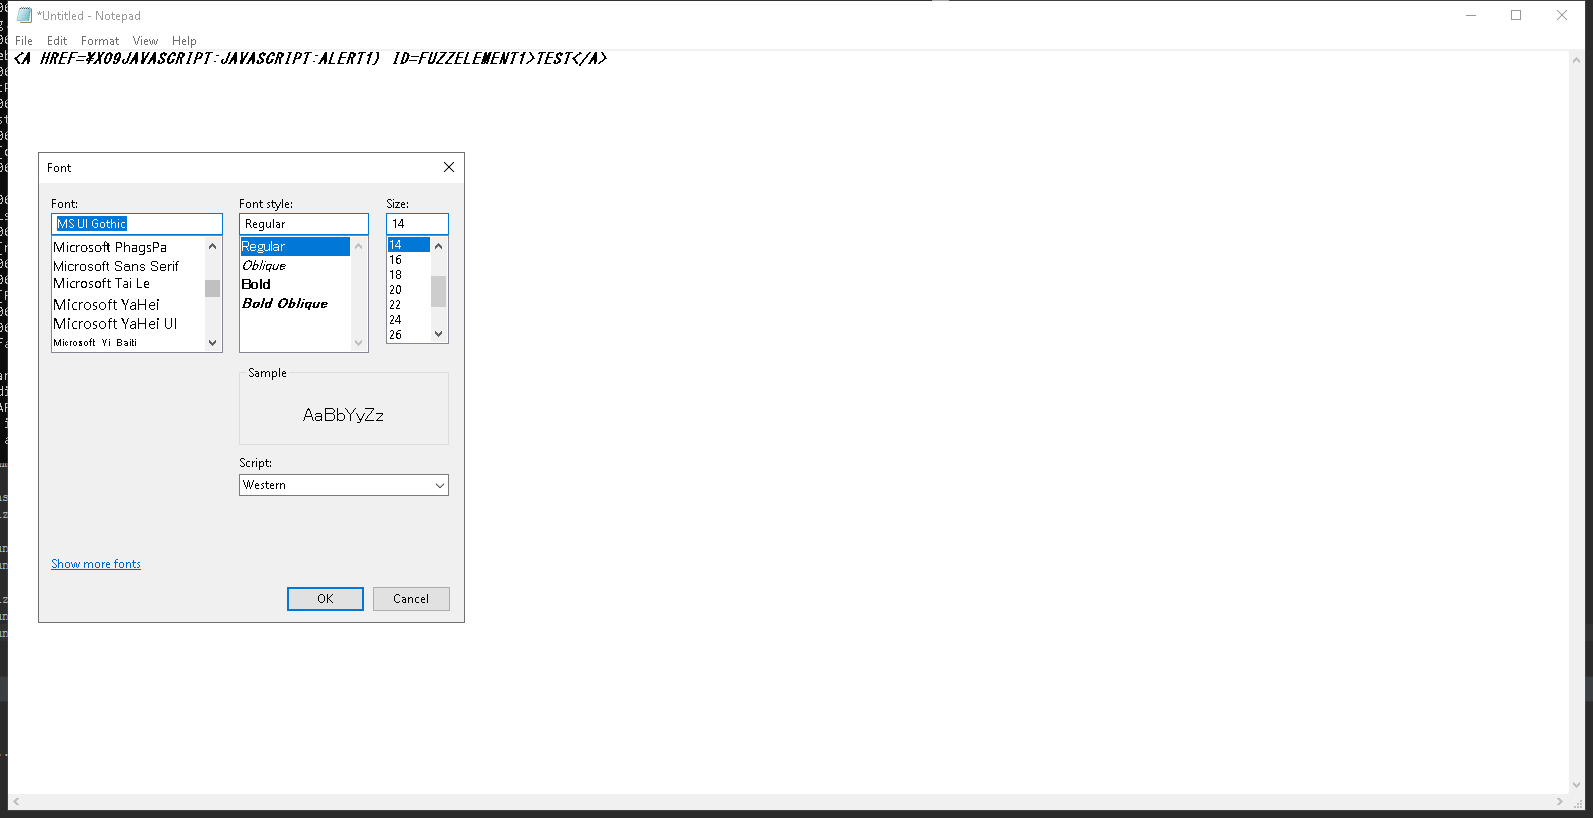 *Untitled - Notepad
File Edit Format View Help
<A HREF=¥X09JAVASCRIPT:JAVASCRIPT:ALERT1) ID=FUZZELEMENT1>TEST</A>
Font
Font: Font style: Size:
MS UI Gothic Regular 14
Microsoft PhagsPa
Microsoft Sans Serif
Microsoft Tai Le
Microsoft YaHei
Microsoft YaHei UI
Microsoft Yi Baiti
Regular
Oblique
Bold
Bold Oblique
14
16
18
20
22
24
26
Sample
AaBbYyZz
Script:
Western
Show more fonts
OK Cancel